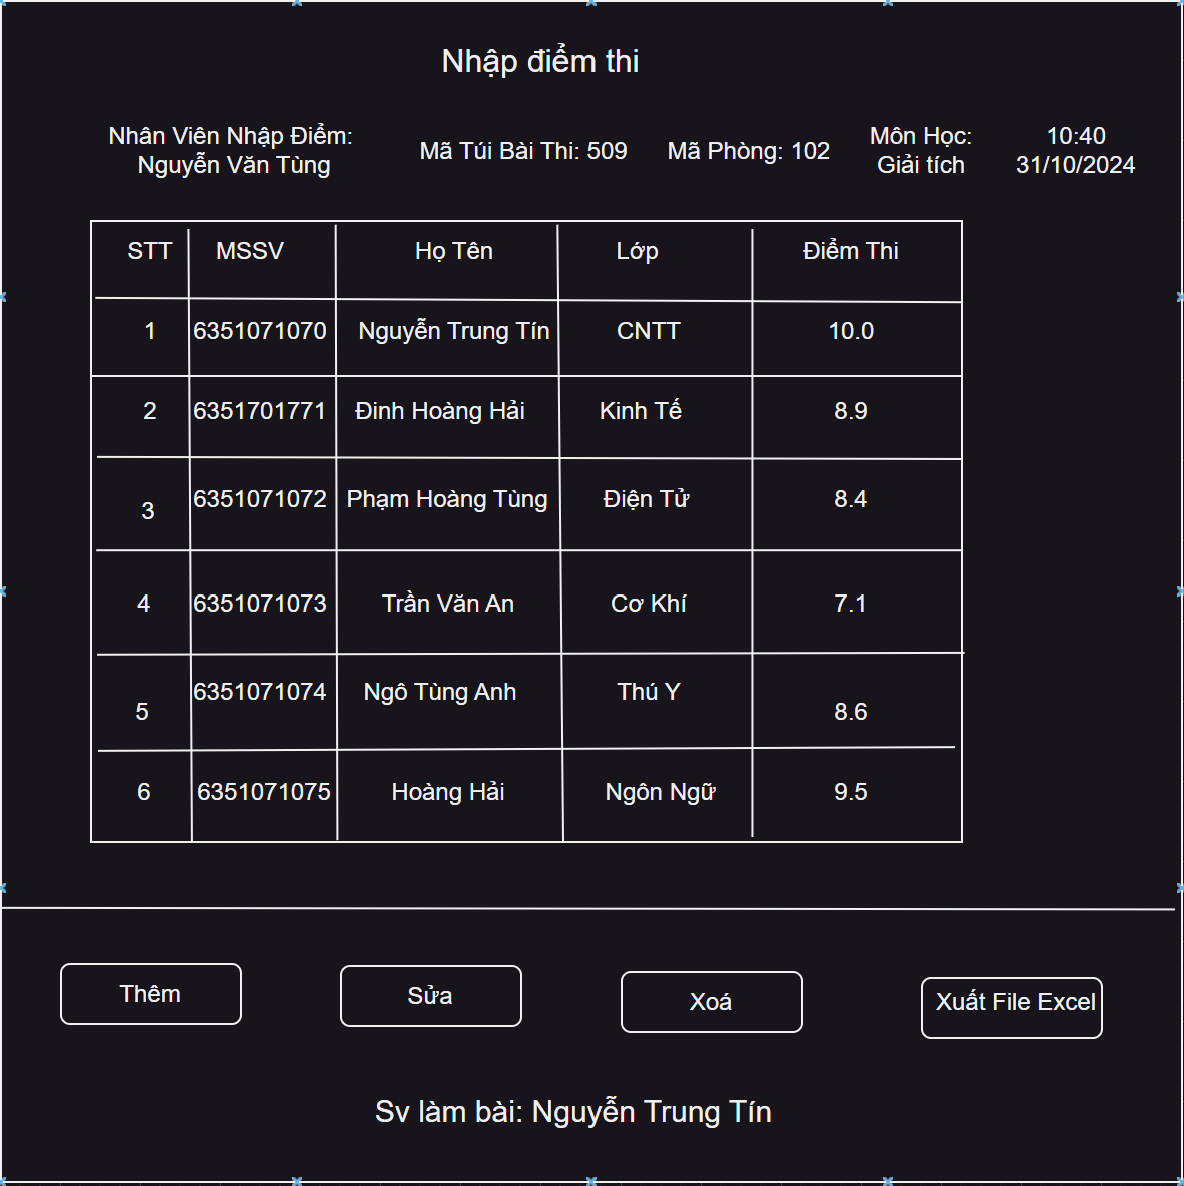 Nhập điểm thi
Nhân Viên Nhập Điểm:
Nguyễn Văn Tùng
Mã Túi Bài Thi: 509
Mã Phòng: 102
Môn Học:
Giải tích
10:40
31/10/2024
STT MSSV Họ Tên Lớp Điểm Thi
1 6351071070 Nguyễn Trung Tín CNTT 10.0
2 6351701771 Đinh Hoàng Hải Kinh Tế 8.9
3 6351071072 Phạm Hoàng Tùng Điện Tử 8.4
4 6351071073 Trần Văn An Cơ Khí 7.1
5 6351071074 Ngô Tùng Anh Thú Y 8.6
6 6351071075 Hoàng Hải Ngôn Ngữ 9.5
Thêm Sửa Xoá Xuất File Excel
Sv làm bài: Nguyễn Trung Tín